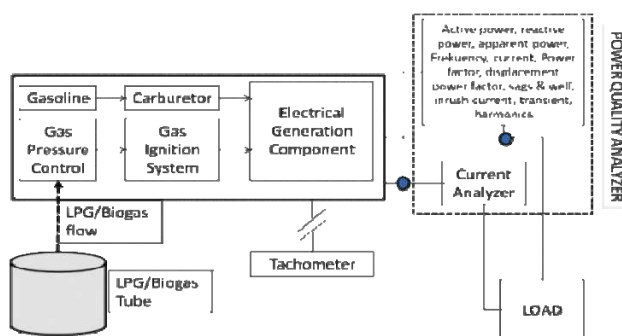 Active power, reactive
power, apparent power,
Frekuency, current, Power
factor, displacement
power factor, sags & well,
inrush current, transient,
harmonics
POWER QUALITY ANALYZER
Gasoline
Carburetor
Electrical
Generation
Component
Gas
Pressure
Control
Gas
Ignition
System
Current
Analyzer
LPG/Biogas
flow
Tachometer
LPG/Biogas
Tube
LOAD